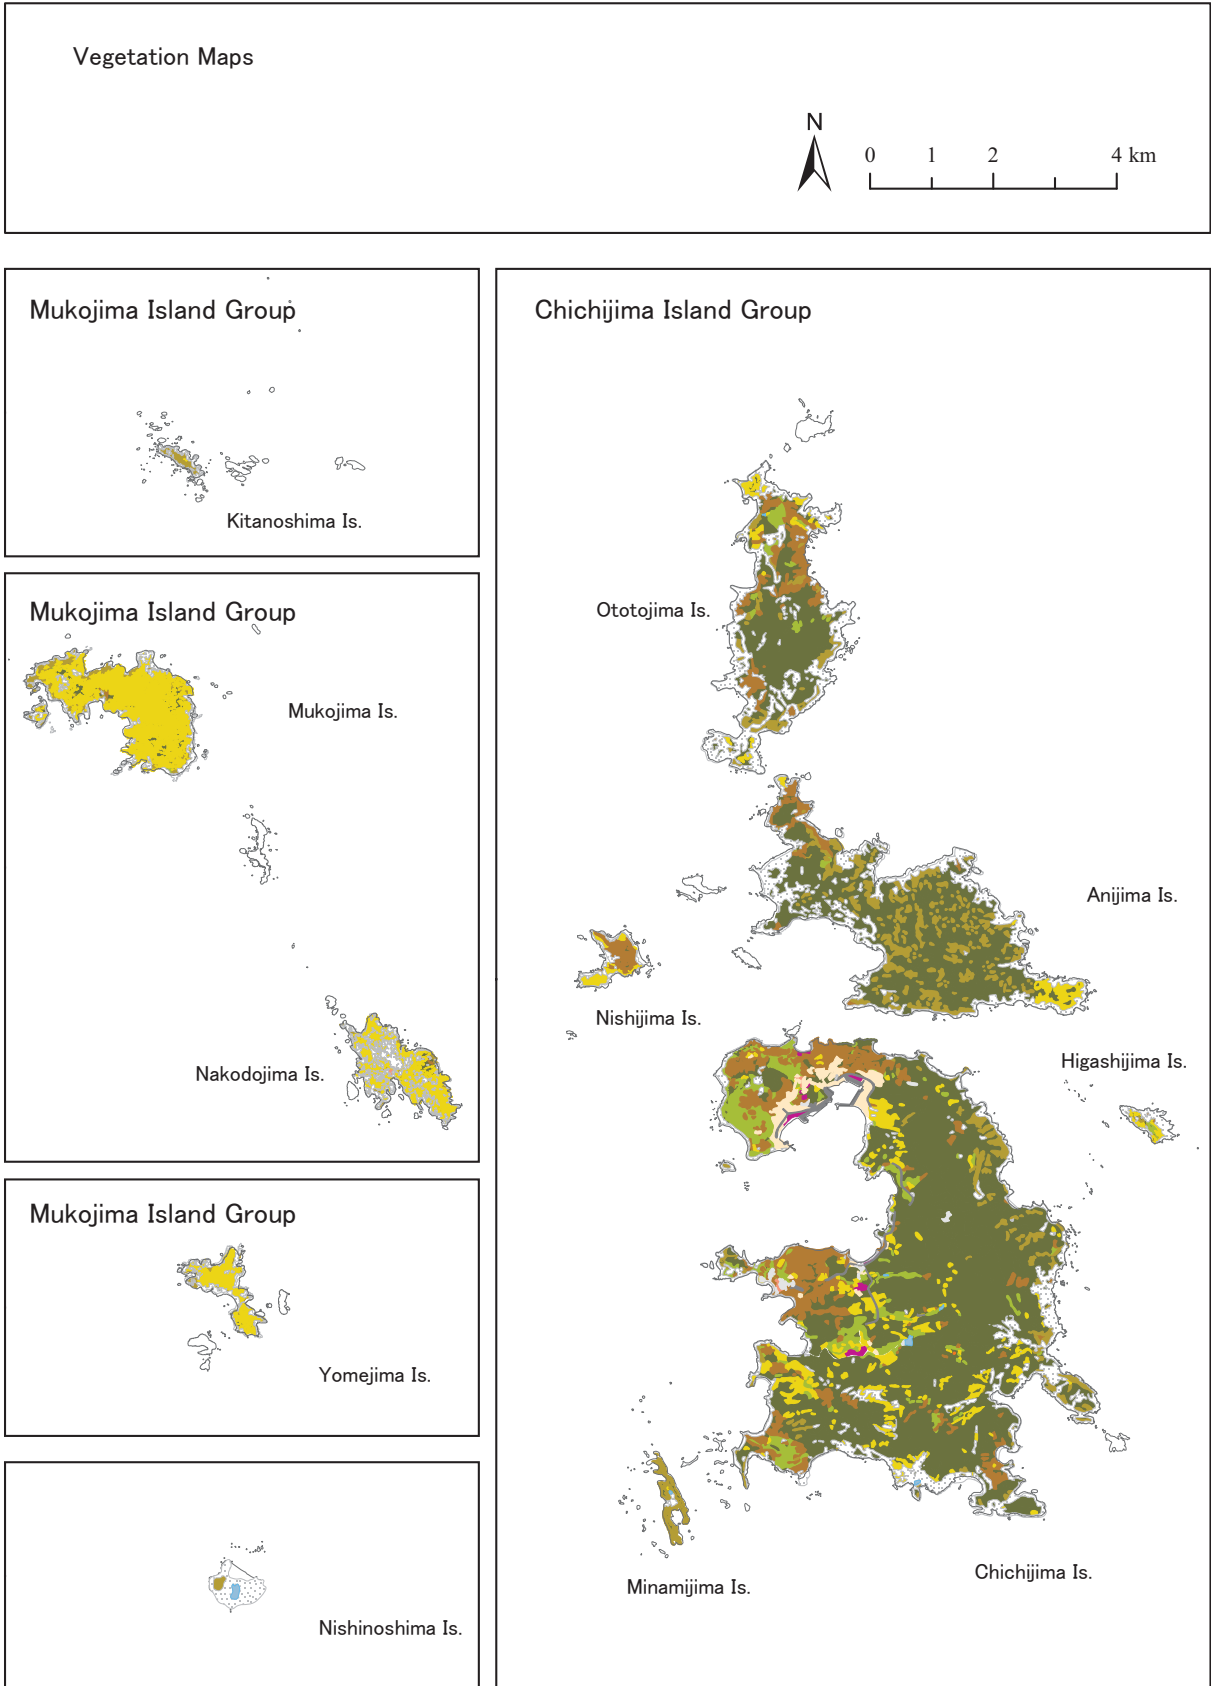 Vegetation Maps
N
0 1 2 4 km
Mukojima Island Group
Kitanoshima Is.
Mukojima Island Group
Mukojima Is.
Nakodojima Is.
Mukojima Island Group
Yomejima Is.
Nishinoshima Is.
Chichijima Island Group
Ototojima Is.
Anijima Is.
Nishijima Is.
Higashijima Is.
Minamijima Is.
Chichijima Is.